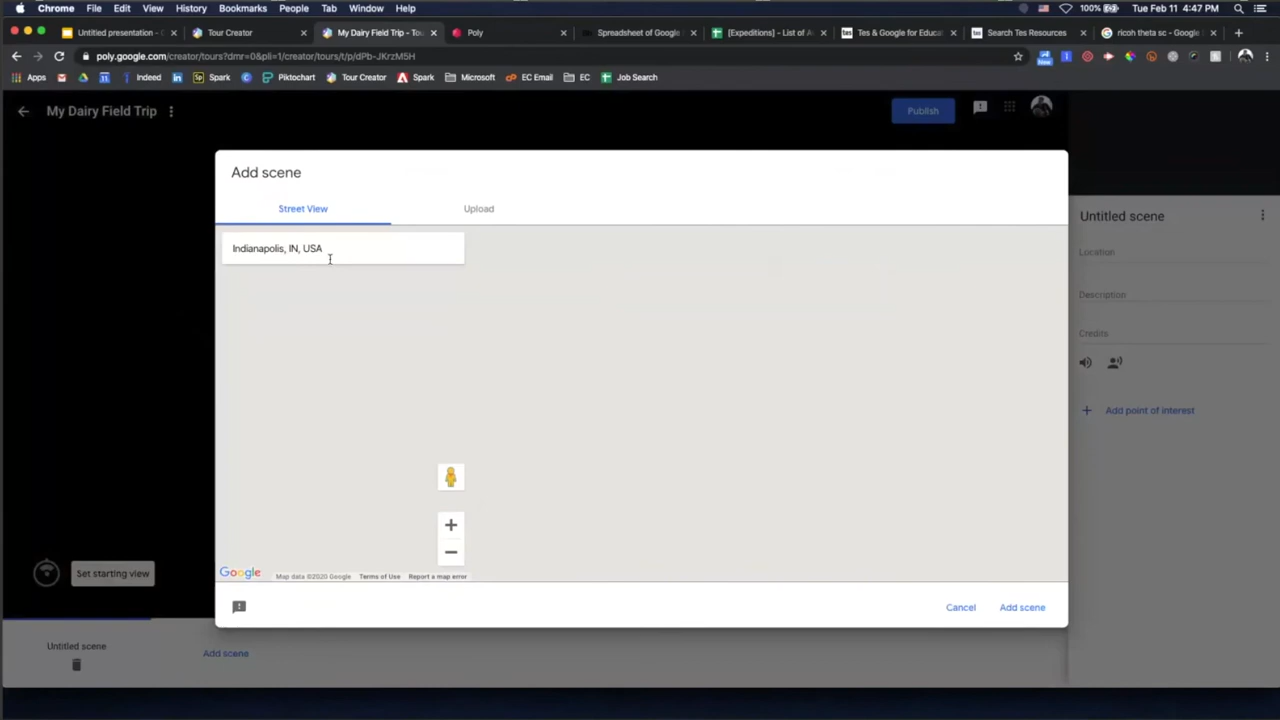 Chrome File Edit View History Bookmarks People Tab Window Help 100% Tue Feb 11 4:47 PM
Untitled presentation - Tour Creator My Dairy Field Trip - To Poly Spreadsheet of Google [Expeditions] - List of A Tes & Google for Educa Search Tes Resources ricoh theta sc - Google
poly.google.com/creator/tours?dmr=0&pli=1/creator/tours/t/p/dPb-JKrzM5H
Apps Indeed Spark Piktochart Tour Creator Spark Microsoft EC Email EC Job Search
My Dairy Field Trip
Publish
Add scene
Street View Upload
Indianapolis, IN, USA
Google Map data ©2020 Google Terms of Use Report a map error
Cancel Add scene
Untitled scene
Location
Description
Credits
+ Add point of interest
Set starting view
Untitled scene
Add scene